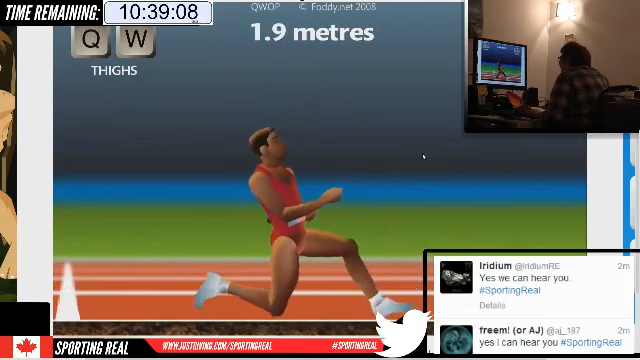 TIME REMAINING:
10:39:08
QWOP © Foddy.net 2008
1.9 metres
Q W
THIGHS
Iridium @IridiumRE 2m
Yes we can hear you.
#SportingReal
Details
freem! (or AJ) @aj_187 2m
yes I can hear you #SportingReal
SPORTING REAL
WWW.JUSTGIVING.COM/SPORTINGREAL
#SPORTINGREAL